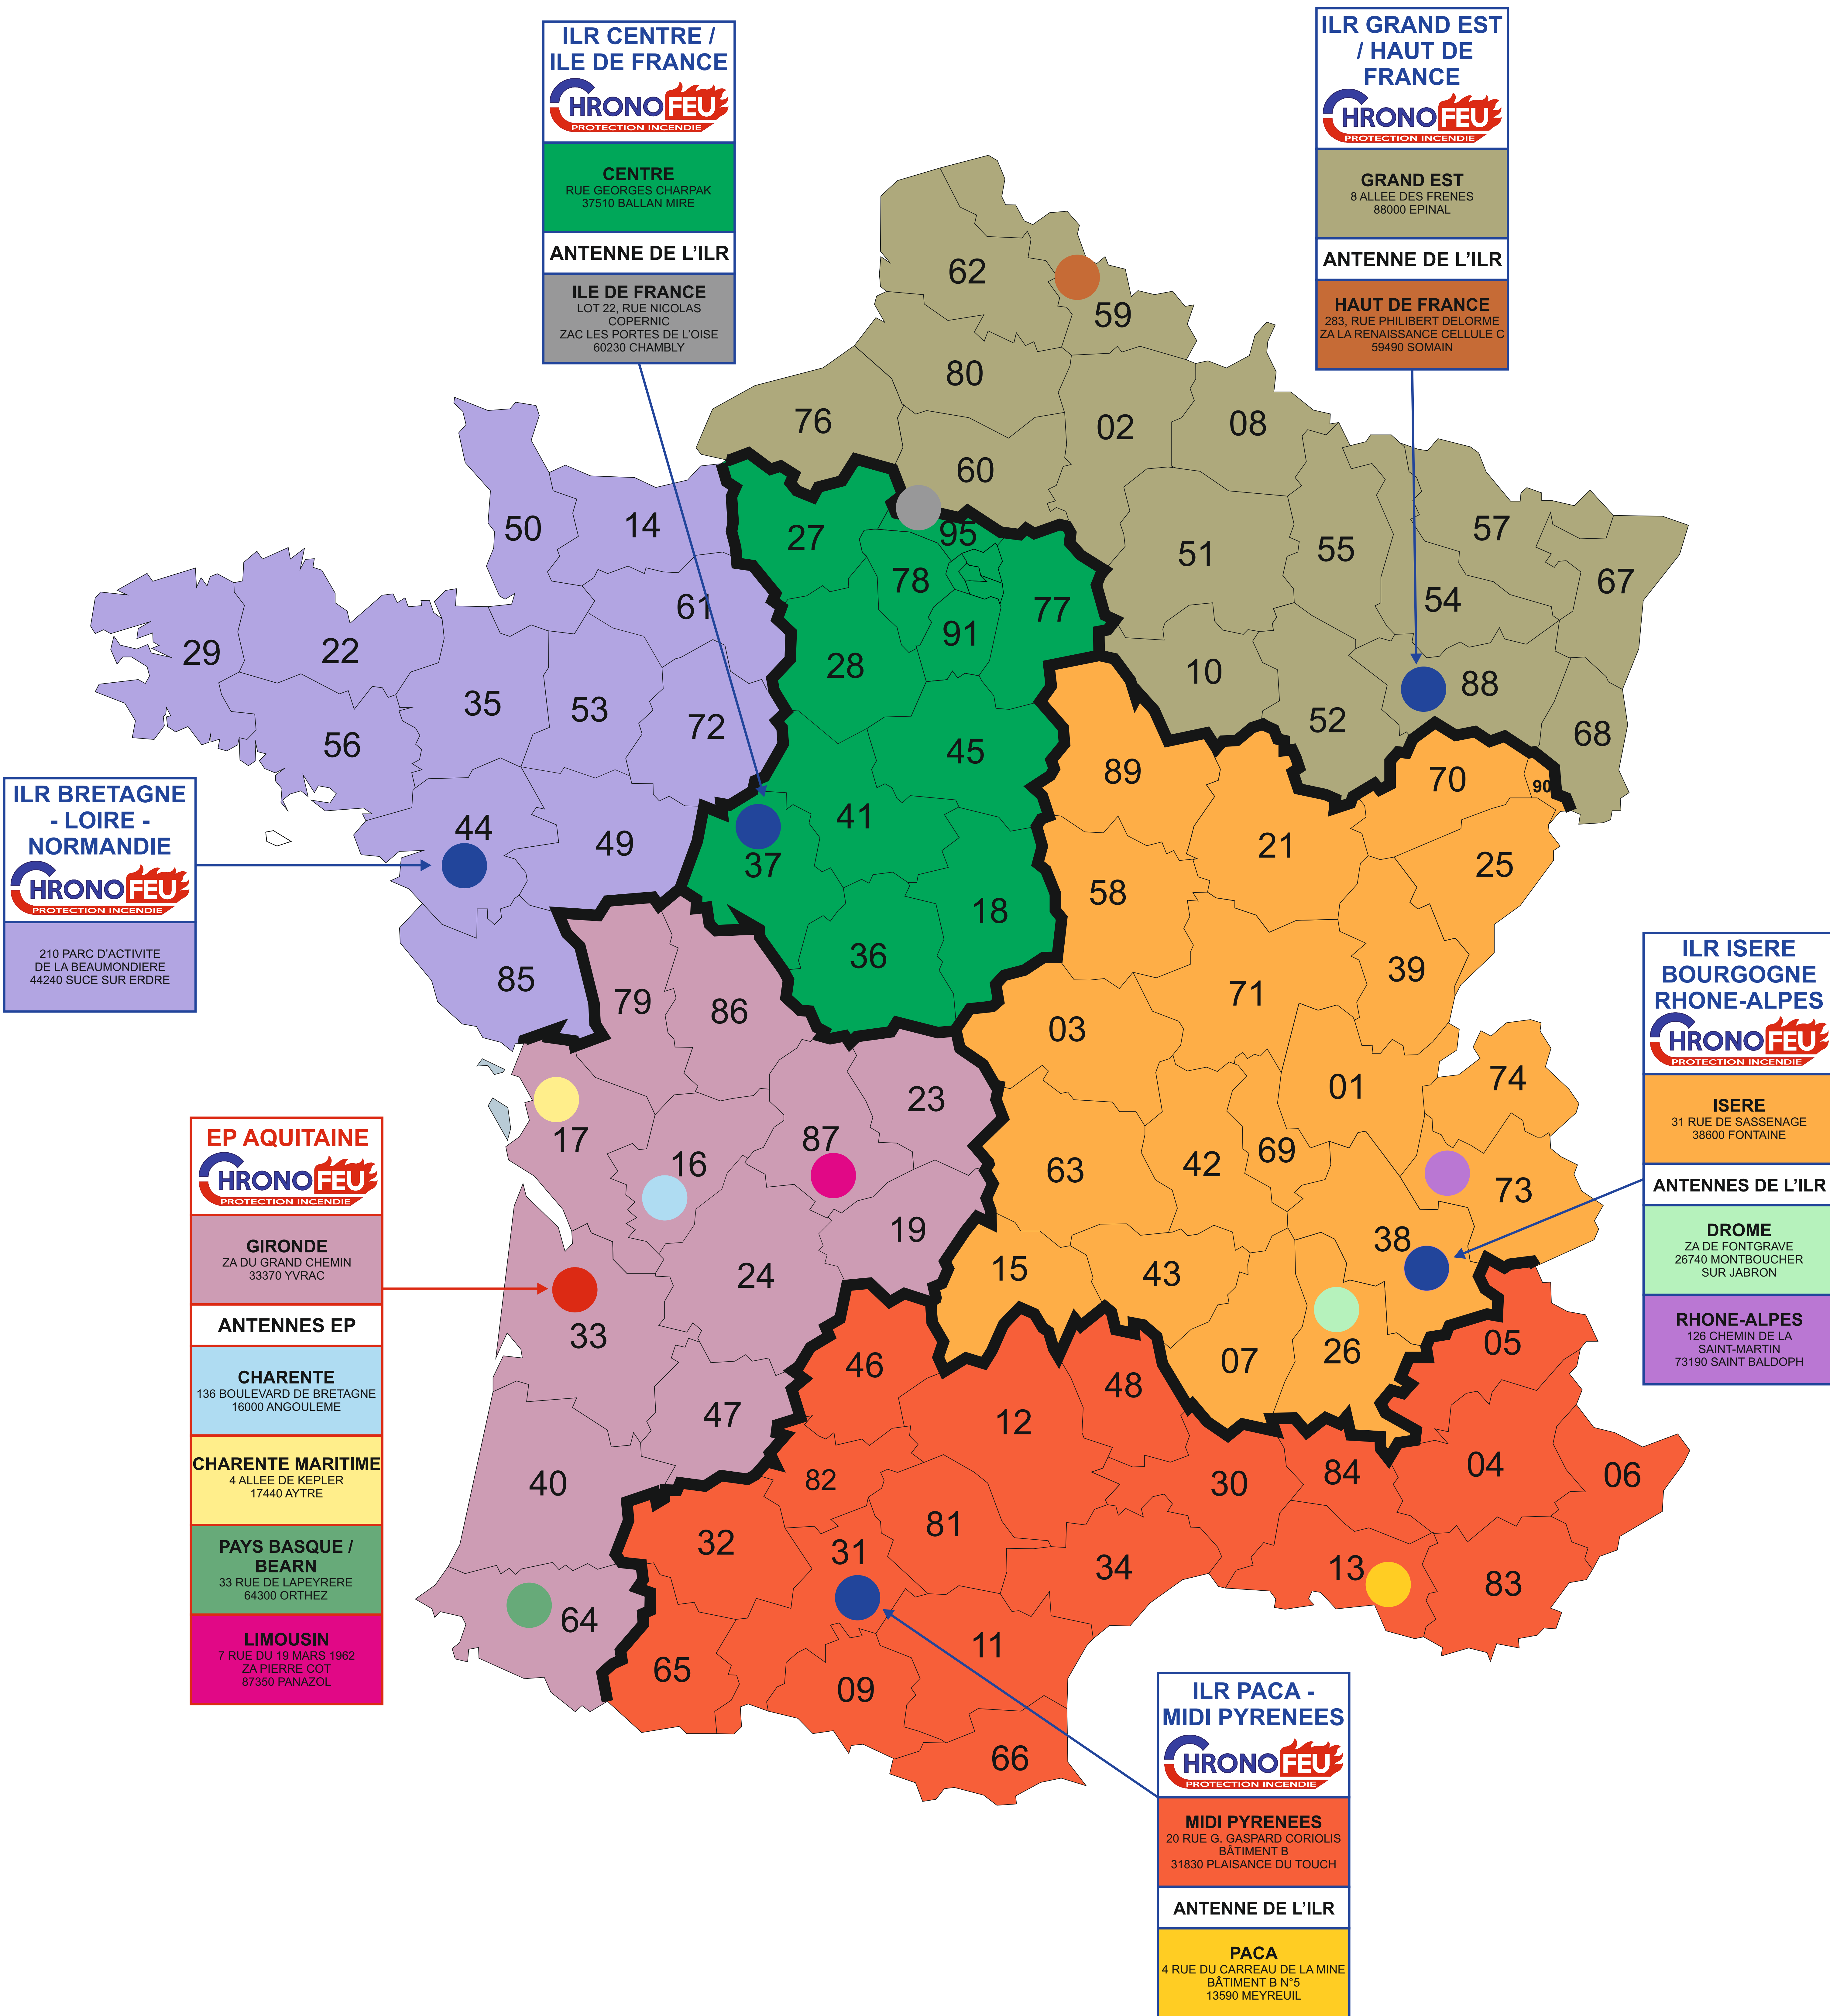 ILR CENTRE /
ILE DE FRANCE
CHRONOFEU
PROTECTION INCENDIE
CENTRE
RUE GEORGES CHARPAK
37510 BALLAN MIRE
ANTENNE DE L’ILR
ILE DE FRANCE
LOT 22, RUE NICOLAS
COPERNIC
ZAC LES PORTES DE L’OISE
60230 CHAMBLY
ILR GRAND EST
/ HAUT DE
FRANCE
CHRONOFEU
PROTECTION INCENDIE
GRAND EST
8 ALLEE DES FRENES
88000 EPINAL
ANTENNE DE L’ILR
HAUT DE FRANCE
283, RUE PHILIBERT DELORME
ZA LA RENAISSANCE CELLULE C
59490 SOMAIN
ILR BRETAGNE
- LOIRE -
NORMANDIE
CHRONOFEU
PROTECTION INCENDIE
210 PARC D’ACTIVITE
DE LA BEAUMONDIERE
44240 SUCE SUR ERDRE
EP AQUITAINE
CHRONOFEU
PROTECTION INCENDIE
GIRONDE
ZA DU GRAND CHEMIN
33370 YVRAC
ANTENNES EP
CHARENTE
136 BOULEVARD DE BRETAGNE
16000 ANGOULEME
CHARENTE MARITIME
4 ALLEE DE KEPLER
17440 AYTRE
PAYS BASQUE /
BEARN
33 RUE DE LAPEYRERE
64300 ORTHEZ
LIMOUSIN
7 RUE DU 19 MARS 1962
ZA PIERRE COT
87350 PANAZOL
ILR ISERE
BOURGOGNE
RHONE-ALPES
CHRONOFEU
PROTECTION INCENDIE
ISERE
31 RUE DE SASSENAGE
38600 FONTAINE
ANTENNES DE L’ILR
DROME
ZA DE FONTGRAVE
26740 MONTBOUCHER
SUR JABRON
RHONE-ALPES
126 CHEMIN DE LA
SAINT-MARTIN
73190 SAINT BALDOPH
ILR PACA -
MIDI PYRENEES
CHRONOFEU
PROTECTION INCENDIE
MIDI PYRENEES
20 RUE G. GASPARD CORIOLIS
BÂTIMENT B
31830 PLAISANCE DU TOUCH
ANTENNE DE L’ILR
PACA
4 RUE DU CARREAU DE LA MINE
BÂTIMENT B N°5
13590 MEYREUIL
62
59
80
76
02
08
60
50
14
27
95
51
55
57
78
67
61
77
54
91
29
22
28
10
88
35
53
72
52
68
56
45
89
70
90
44
49
41
37
21
25
58
18
36
85
39
79
86
71
03
74
23
01
17
87
16
63
42
69
73
19
38
24
15
43
33
46
07
26
05
48
47
12
40
82
30
84
04
06
32
31
81
34
13
83
64
65
11
09
66